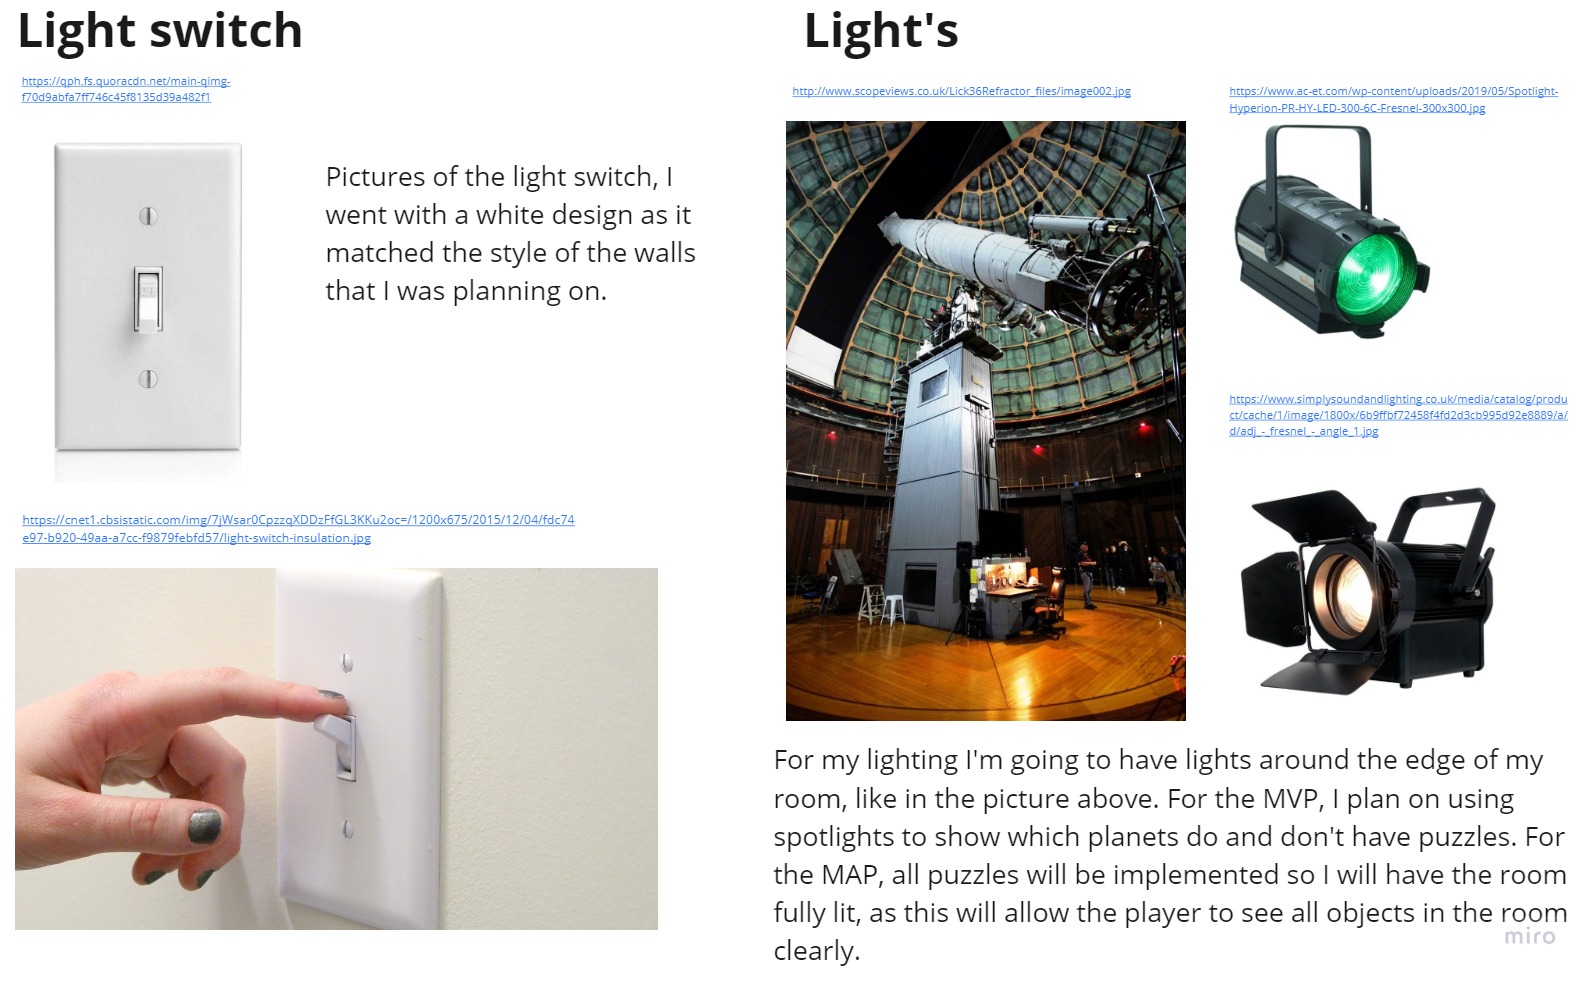 Light switch
https://qph.fs.quoracdn.net/main-qimg-
f70d9abfa7ff746c45f8135d39a482f1
Pictures of the light switch, I
went with a white design as it
matched the style of the walls
that I was planning on.
https://cnet1.cbsistatic.com/img/7jWsar0CpzzqXDDzFfGL3KKu2oc=/1200x675/2015/12/04/fdc74
e97-b920-49aa-a7cc-f9879febfd57/light-switch-insulation.jpg
Light's
http://www.scopeviews.co.uk/Lick36Refractor_files/image002.jpg
https://www.ac-et.com/wp-content/uploads/2019/05/Spotlight-
Hyperion-PR-HY-LED-300-6C-Fresnel-300x300.jpg
https://www.simplysoundandlighting.co.uk/media/catalog/produ
ct/cache/1/image/1800x/6b9ffbf72458f4fd2d3cb995d92e8889/a/
d/adj_-_fresnel_-_angle_1.jpg
For my lighting I'm going to have lights around the edge of my
room, like in the picture above. For the MVP, I plan on using
spotlights to show which planets do and don't have puzzles. For
the MAP, all puzzles will be implemented so I will have the room
fully lit, as this will allow the player to see all objects in the room
clearly.
miro